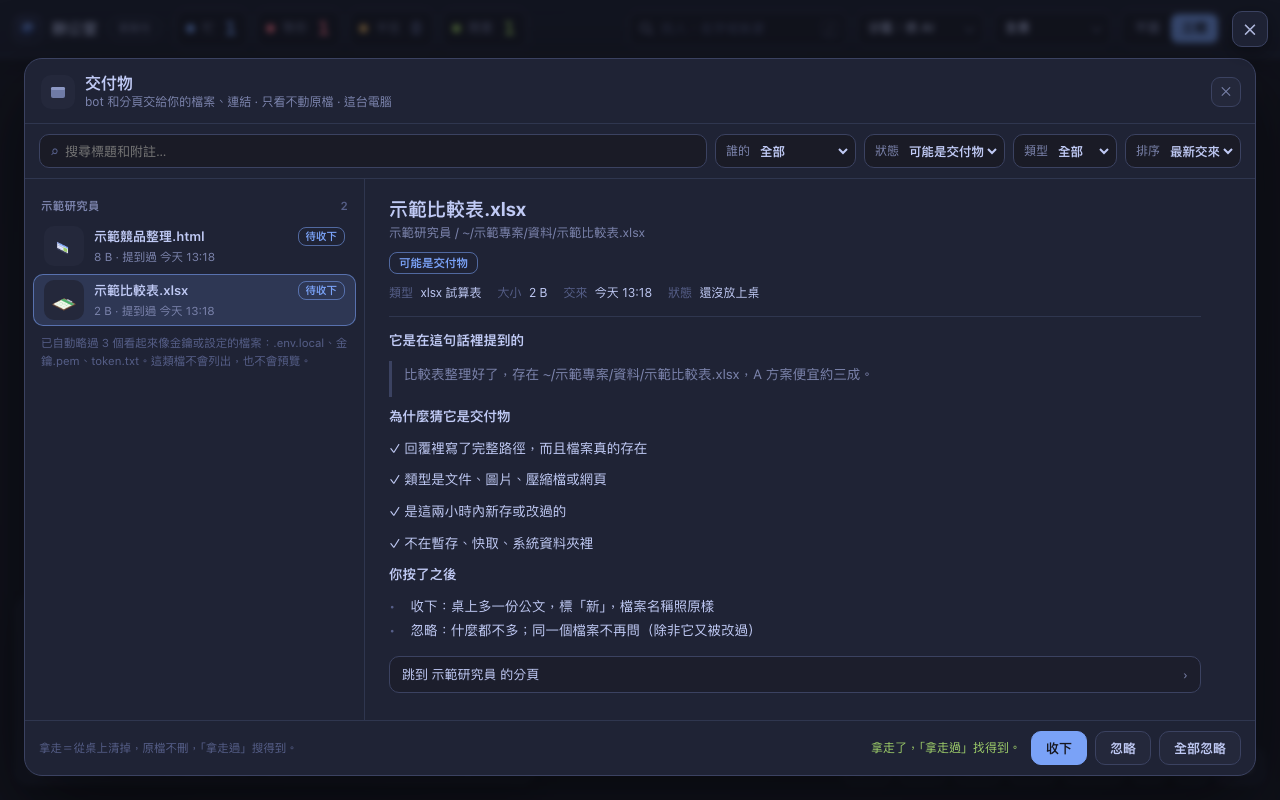 交付物
bot 和分頁交給你的檔案、連結 · 只看不動原檔 · 這台電腦
搜尋標題和附註...
誰的 全部
狀態 可能是交付物
類型 全部
排序 最新交來
示範研究員 2
示範競品整理.html 待收下
8 B · 提到過 今天 13:18
示範比較表.xlsx 待收下
2 B · 提到過 今天 13:18
已自動略過 3 個看起來像金鑰或設定的檔案：.env.local、金
鑰.pem、token.txt。這類檔不會列出，也不會預覽。
示範比較表.xlsx
示範研究員 / ~/示範專案/資料/示範比較表.xlsx
可能是交付物
類型 xlsx 試算表 大小 2 B 交來 今天 13:18 狀態 還沒放上桌
它是在這句話裡提到的
比較表整理好了，存在 ~/示範專案/資料/示範比較表.xlsx，A 方案便宜約三成。
為什麼猜它是交付物
✓ 回覆裡寫了完整路徑，而且檔案真的存在
✓ 類型是文件、圖片、壓縮檔或網頁
✓ 是這兩小時內新存或改過的
✓ 不在暫存、快取、系統資料夾裡
你按了之後
· 收下：桌上多一份公文，標「新」，檔案名稱照原樣
· 忽略：什麼都不多；同一個檔案不再問（除非它又被改過）
跳到 示範研究員 的分頁 ›
拿走＝從桌上清掉，原檔不刪，「拿走過」搜得到。
拿走了，「拿走過」找得到。
收下
忽略
全部忽略